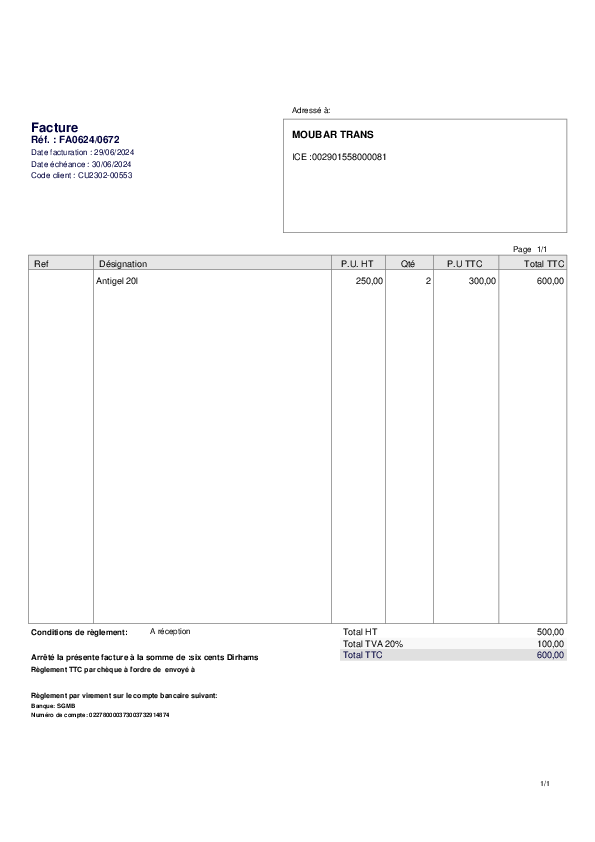 Adressé à:
Facture
Réf. : FA0624/0672
Date facturation : 29/06/2024
Date échéance : 30/06/2024
Code client : CU2302-00553
MOUBAR TRANS
ICE :002901558000081
Page 1/1
Ref Désignation P.U. HT Qté P.U TTC Total TTC
Antigel 20l 250,00 2 300,00 600,00
Conditions de règlement: A réception
Total HT 500,00
Total TVA 20% 100,00
Total TTC 600,00
Arrêté la présente facture à la somme de :six cents Dirhams
Règlement TTC par chèque à l'ordre de envoyé à
Règlement par virement sur le compte bancaire suivant:
Banque: SGMB
Numéro de compte:
1/1